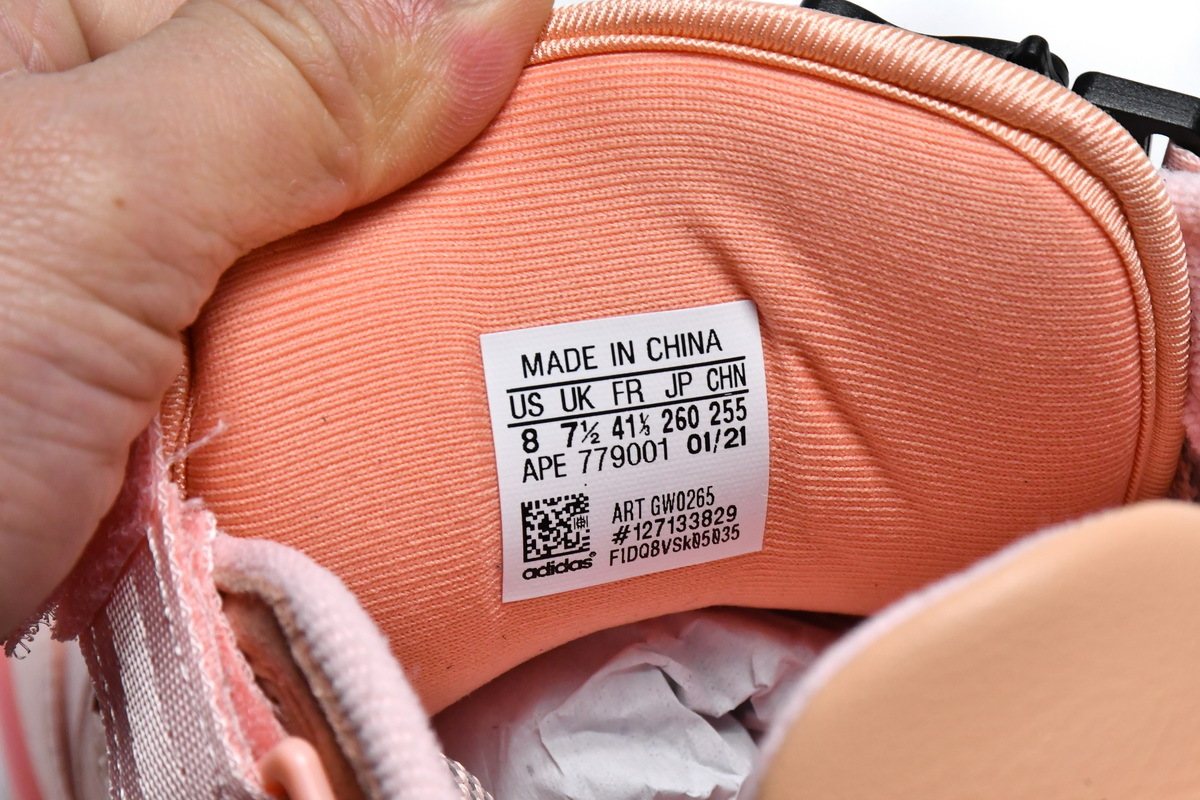 MADE IN CHINA
US UK FR JP CHN
8 7½ 41⅓ 260 255
APE 779001 01/21
ART GW0265
#127133829
F1DQ8VSk05035
adidas®